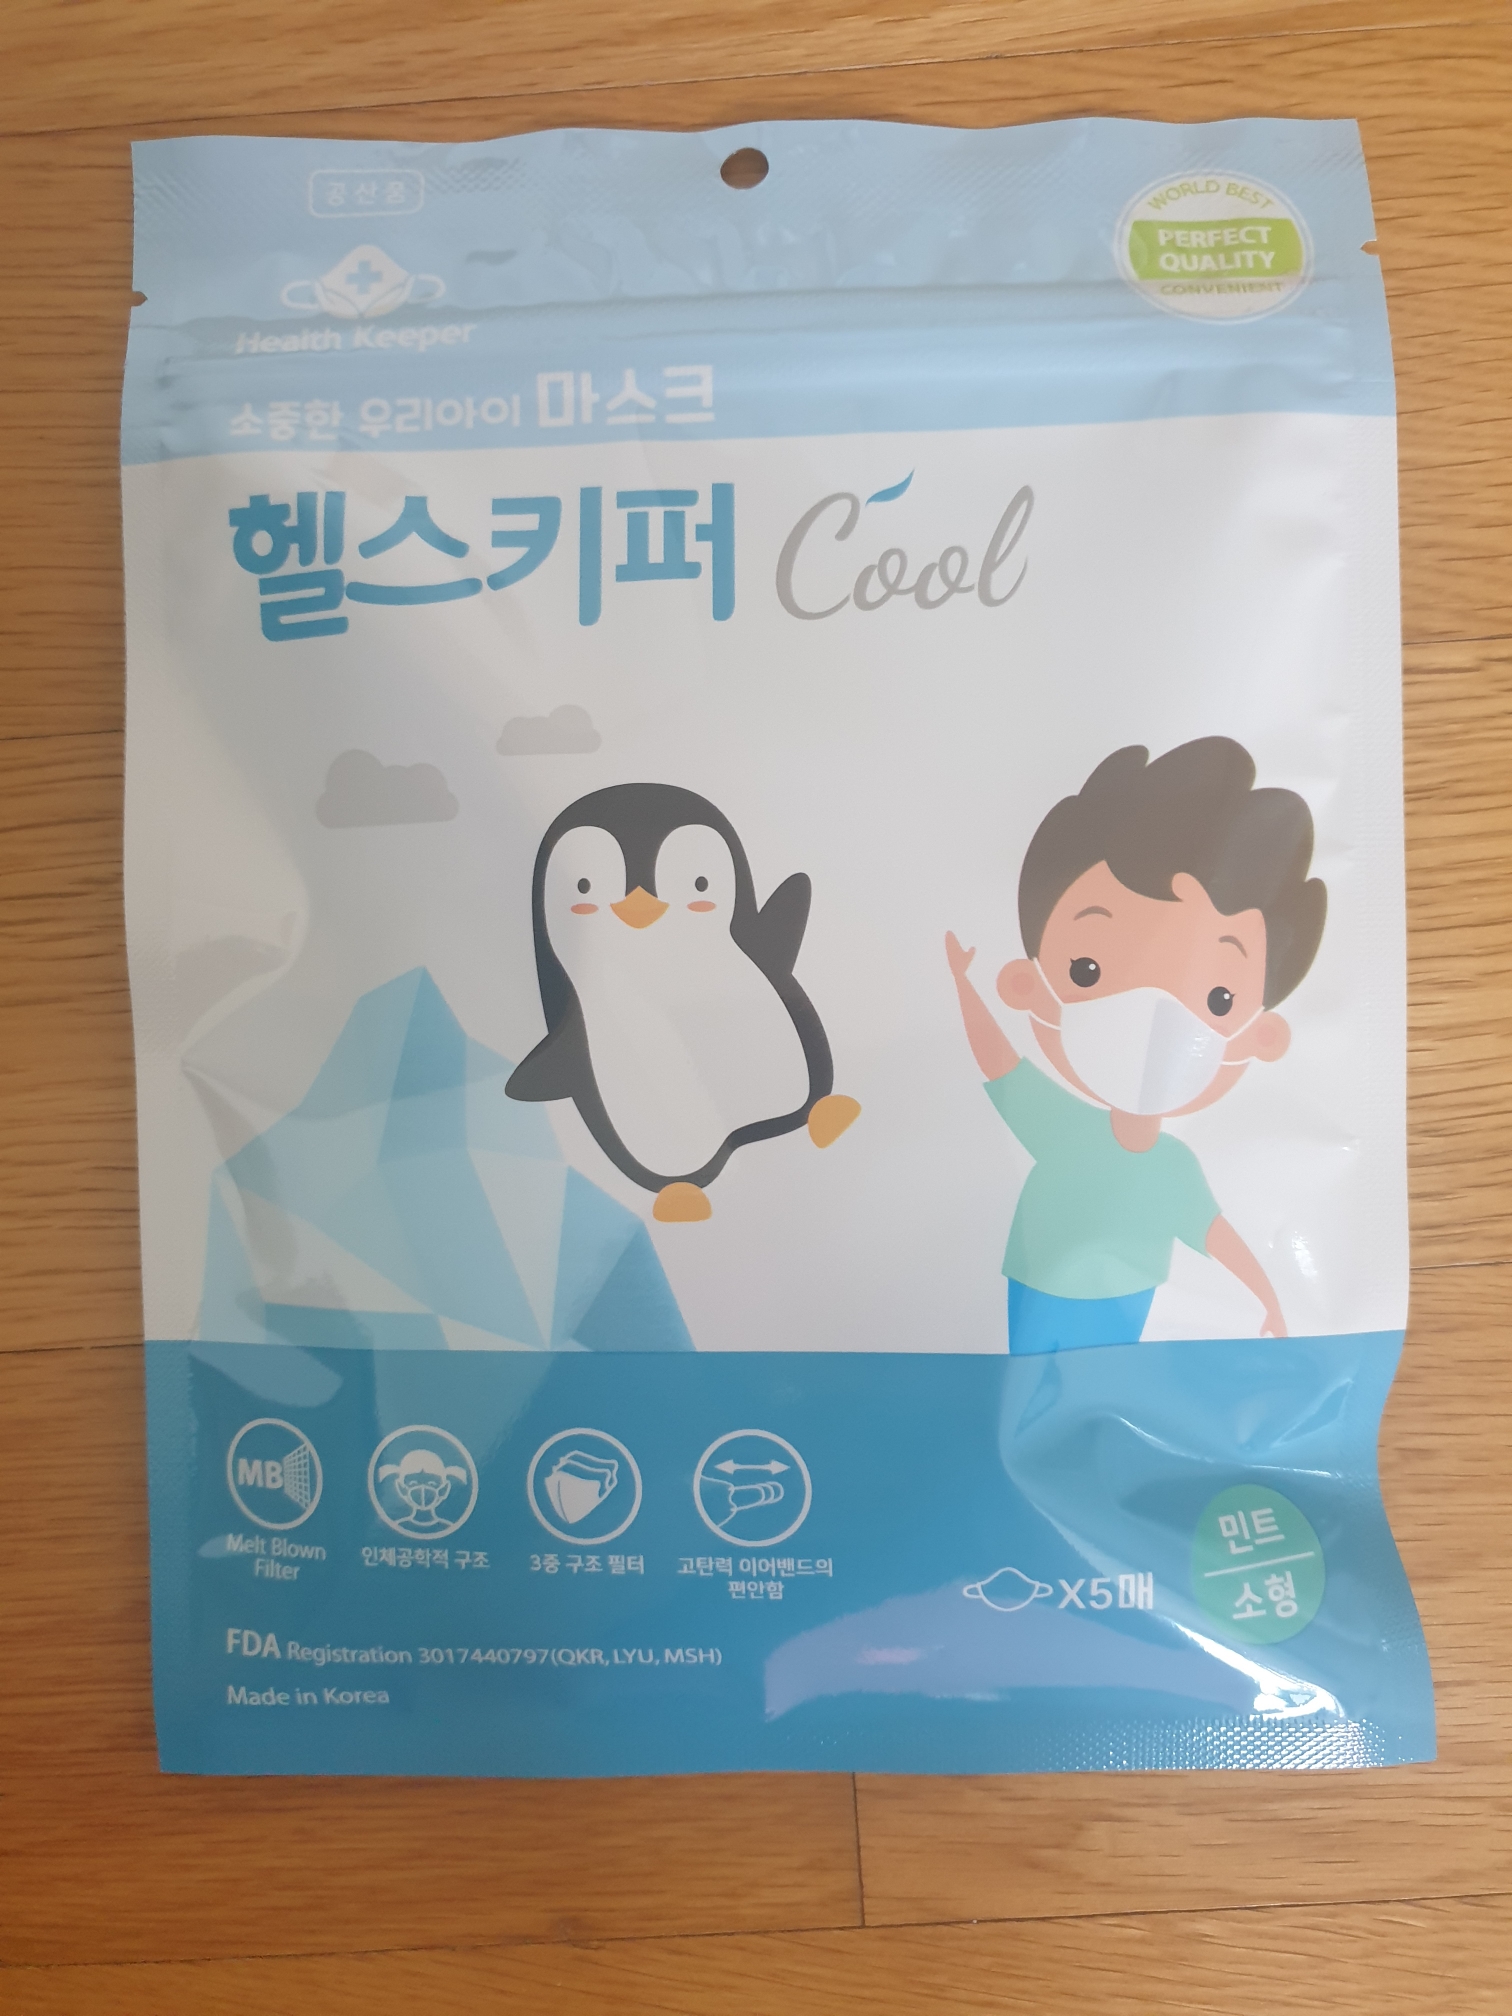 공산품
WORLD BEST
PERFECT
QUALITY
CONVENIENT
Health Keeper
소중한 우리아이 마스크
헬스키퍼 Cool
MB
Melt Blown
Filter
인체공학적 구조
3중 구조 필터
고탄력 이어밴드의
편안함
X5매
민트
소형
FDA Registration 3017440797(QKR, LYU, MSH)
Made in Korea